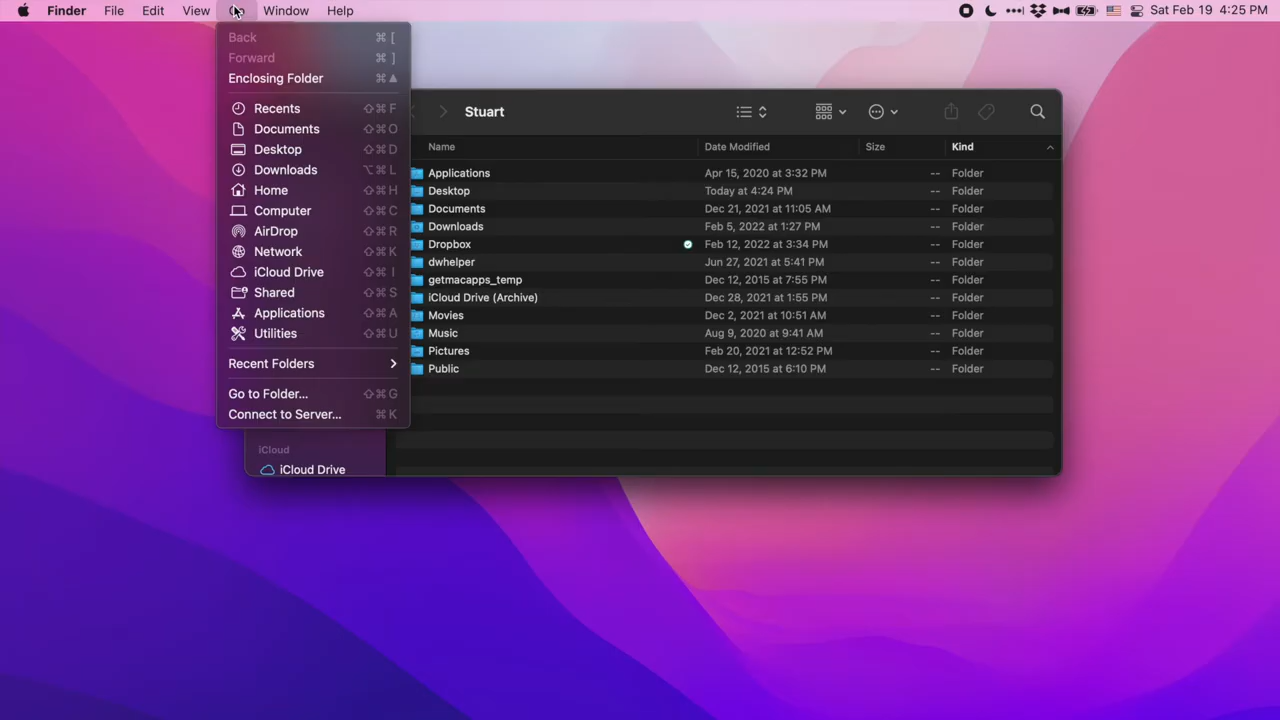 Finder File Edit View Go Window Help Sat Feb 19 4:25 PM
Back ⌘ [
Forward ⌘ ]
Enclosing Folder ⌘ ▲
Recents ⇧⌘ F
Documents ⇧⌘ O
Desktop ⇧⌘ D
Downloads ⌥⌘ L
Home ⇧⌘ H
Computer ⇧⌘ C
AirDrop ⇧⌘ R
Network ⇧⌘ K
iCloud Drive ⇧⌘ I
Shared ⇧⌘ S
Applications ⇧⌘ A
Utilities ⇧⌘ U
Recent Folders
Go to Folder... ⇧⌘ G
Connect to Server... ⌘ K
iCloud
iCloud Drive
Stuart
Name Date Modified Size Kind
Applications Apr 15, 2020 at 3:32 PM -- Folder
Desktop Today at 4:24 PM -- Folder
Documents Dec 21, 2021 at 11:05 AM -- Folder
Downloads Feb 5, 2022 at 1:27 PM -- Folder
Dropbox Feb 12, 2022 at 3:34 PM -- Folder
dwhelper Jun 27, 2021 at 5:41 PM -- Folder
getmacapps_temp Dec 12, 2015 at 7:55 PM -- Folder
iCloud Drive (Archive) Dec 28, 2021 at 1:55 PM -- Folder
Movies Dec 2, 2021 at 10:51 AM -- Folder
Music Aug 9, 2020 at 9:41 AM -- Folder
Pictures Feb 20, 2021 at 12:52 PM -- Folder
Public Dec 12, 2015 at 6:10 PM -- Folder